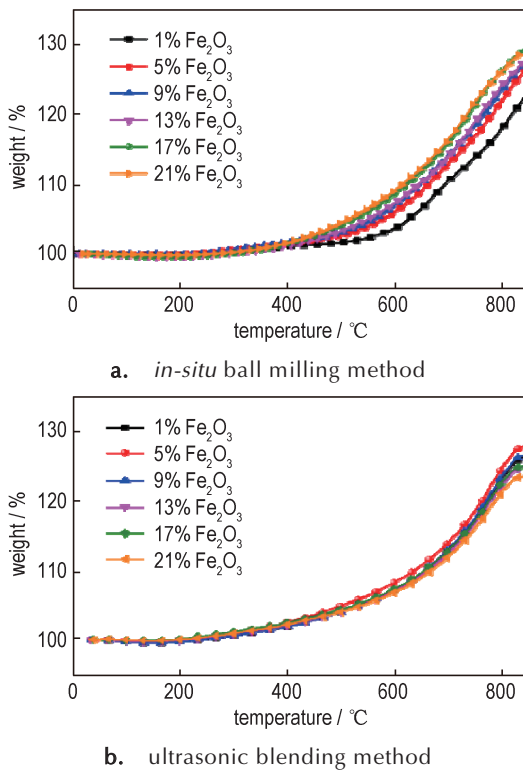 130
120
110
100
weight / %
1% Fe₂O₃
5% Fe₂O₃
9% Fe₂O₃
13% Fe₂O₃
17% Fe₂O₃
21% Fe₂O₃
0 200 400 600 800
temperature / ℃
a. in-situ ball milling method
130
120
110
100
weight / %
1% Fe₂O₃
5% Fe₂O₃
9% Fe₂O₃
13% Fe₂O₃
17% Fe₂O₃
21% Fe₂O₃
0 200 400 600 800
temperature / ℃
b. ultrasonic blending method